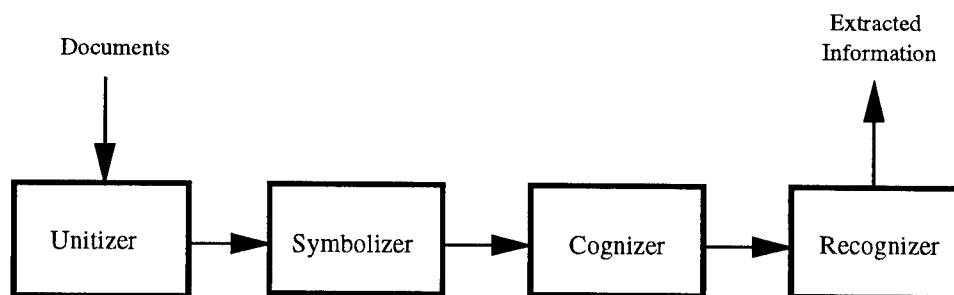 Documents
Extracted
Information
Unitizer
Symbolizer
Cognizer
Recognizer